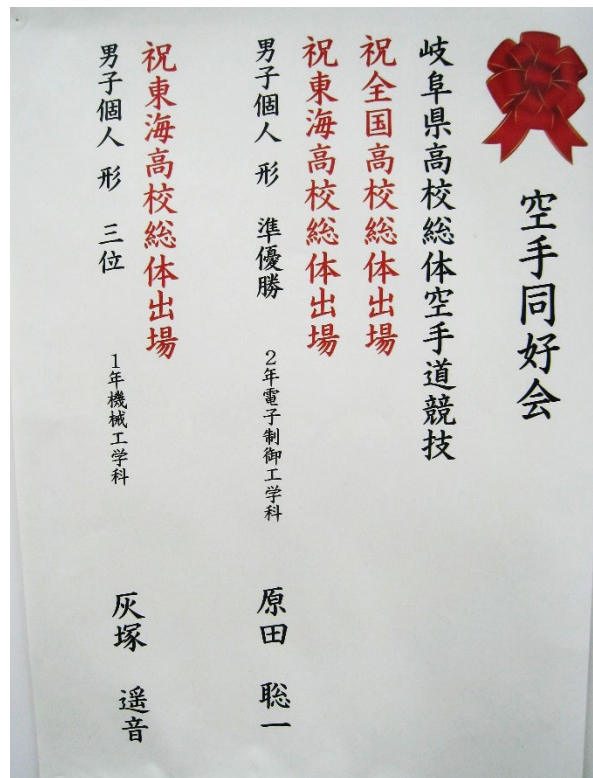 空手同好会
岐阜県高校総体空手道競技
祝全国高校総体出場
祝東海高校総体出場
男子個人 形 準優勝 2年電子制御工学科 原田 聡一
祝東海高校総体出場
男子個人 形 三位 1年機械工学科 灰塚 遥音